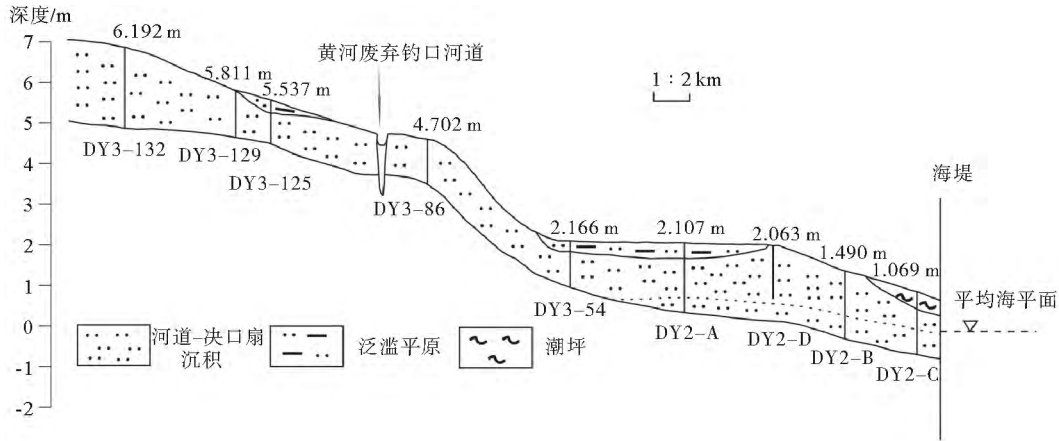 深度/m
7
6
5
4
3
2
1
0
-1
-2
6.192 m
5.811 m
5.537 m
黄河废弃钓口河道
4.702 m
1:2 km
DY3-132
DY3-129
DY3-125
DY3-86
海堤
2.166 m
2.107 m
2.063 m
1.490 m
1.069 m
平均海平面
DY3-54
DY2-A
DY2-D
DY2-B
DY2-C
河道-决口扇
沉积
泛滥平原
潮坪